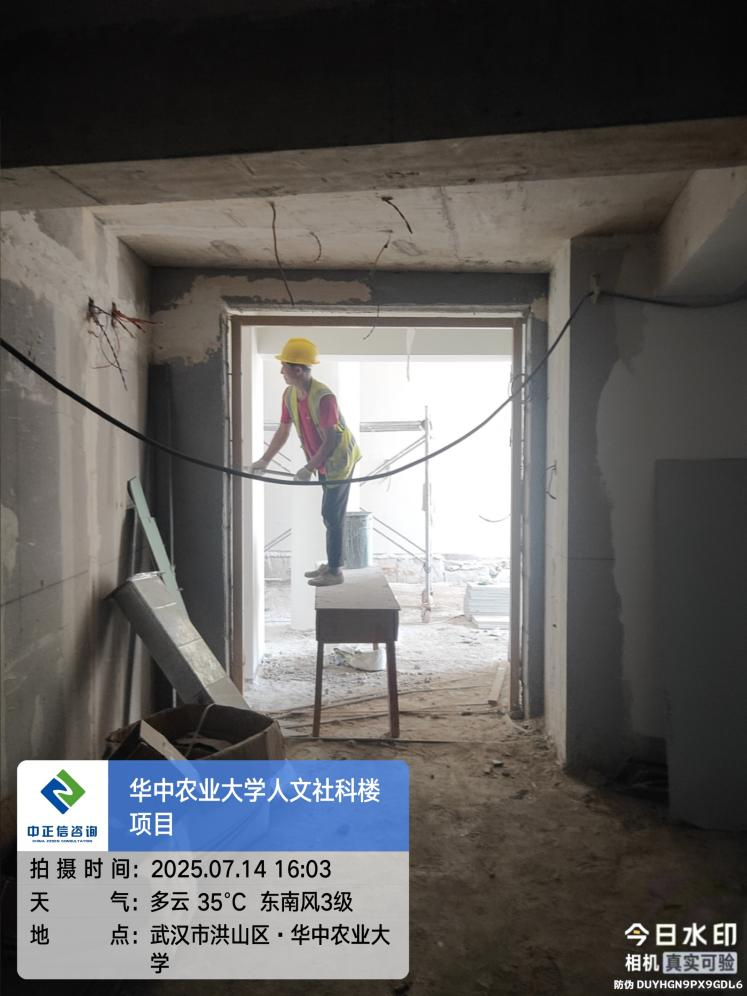 中正信咨询
CHINA ZESEN CONSULTATION
华中农业大学人文社科楼
项目
拍摄时间：2025.07.14 16:03
天气：多云 35℃ 东南风3级
地点：武汉市洪山区·华中农业大
学
今日水印
相机 真实可验
防伪 DUYHGN9PX9GDL6